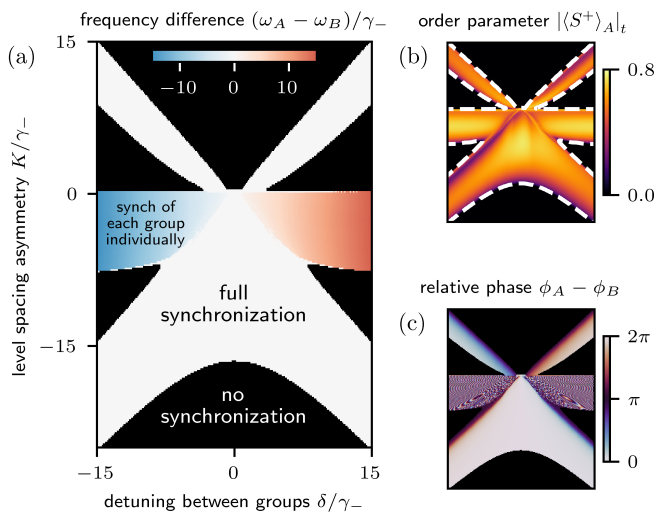 frequency difference (ω_A − ω_B)/γ_−
order parameter |⟨S⁺⟩_A|_t
(a)
15
−10
0
10
(b)
0.8
0.0
level spacing asymmetry K/γ_−
0
synch of
each group
individually
full
synchronization
−15
no
synchronization
−15
0
15
detuning between groups δ/γ_−
relative phase ϕ_A − ϕ_B
(c)
2π
π
0